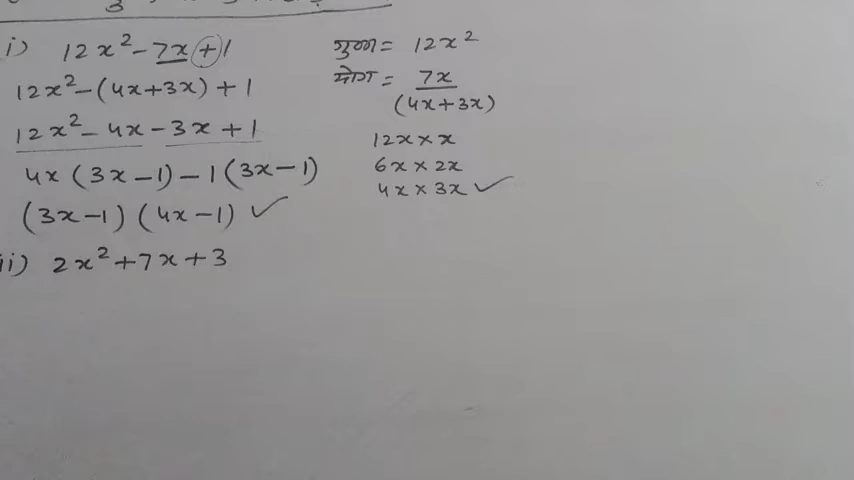 i) 12x² - 7x + 1
गुणा = 12x²
12x² - (4x+3x) + 1
योग = 7x
(4x+3x)
12x² - 4x - 3x + 1
12x × x
4x (3x - 1) - 1 (3x - 1)
6x × 2x
4x × 3x ✓
(3x - 1) (4x - 1) ✓
ii) 2x² + 7x + 3